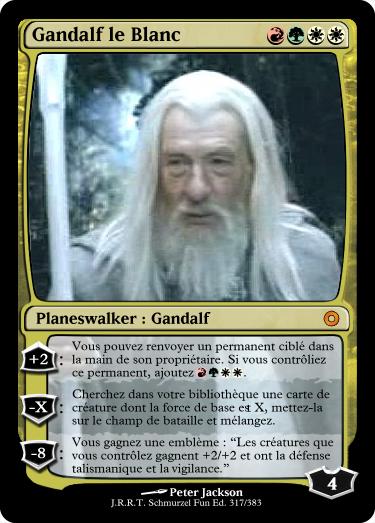 Gandalf le Blanc
Planeswalker : Gandalf
+2 : Vous pouvez renvoyer un permanent ciblé dans
la main de son propriétaire. Si vous contrôliez
ce permanent, ajoutez
-X : Cherchez dans votre bibliothèque une carte de
créature dont la force de base est X, mettez-la
sur le champ de bataille et mélangez.
-8 : Vous gagnez une emblème : “Les créatures que
vous contrôlez gagnent +2/+2 et ont la défense
talismanique et la vigilance.”
4
Peter Jackson
J.R.R.T. Schmurzel Fun Ed. 317/383